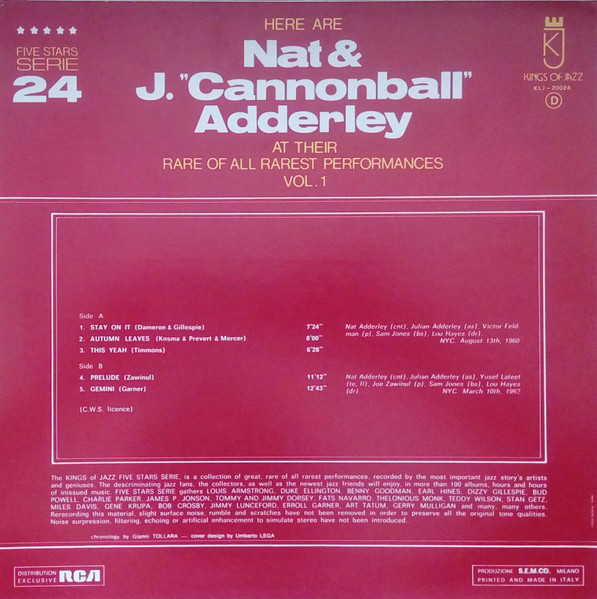 HERE ARE
★★★★★
FIVE STARS
SERIE
24
Nat &
J. "Cannonball"
Adderley
KJ
KINGS OF JAZZ
KLJ - 20024
D
AT THEIR
RARE OF ALL RAREST PERFORMANCES
VOL. 1
Side A
1. STAY ON IT (Dameron & Gillespie) 7'24"
2. AUTUMN LEAVES (Kosma & Prevert & Mercer) 8'00"
3. THIS YEAH (Timmons) 6'28"
Nat Adderley (cnt), Julian Adderley (as), Victor Feld-
man (p), Sam Jones (bs), Lou Hayes (dr).
NYC. August 13th, 1960
Side B
4. PRELUDE (Zawinul) 11'12"
5. GEMINI (Garner) 12'43"
Nat Adderley (cnt), Julian Adderley (as), Yusef Lateef
(te, fl), Joe Zawinul (p), Sam Jones (bs), Lou Hayes
(dr) NYC. March 10th,
(C.W.S. licence)
The KINGS of JAZZ FIVE STARS SERIE, is a collection of great, rare of all rarest performances, recorded by the most important jazz story's artists
and geniuses. The descriminating jazz fans, the collectors, as well as the newest jazz friends will enjoy, in more than 100 albums, hours and hours
of inissued music. FIVE STARS SERIE gathers LOUIS ARMSTRONG, DUKE ELLINGTON, BENNY GOODMAN, EARL HINES, DIZZY GILLESPIE, BUD
POWELL, CHARLIE PARKER, JAMES P. JONSON, TOMMY AND JIMMY DORSEY, FATS NAVARRO, THELONIOUS MONK, TEDDY WILSON, STAN GETZ,
MILES DAVIS, GENE KRUPA, BOB CROSBY, JIMMY LUNCEFORD, ERROLL GARNER, ART TATUM, GERRY MULLIGAN and many, many others.
Rerecording this material, slight surface noise, rumble and scratches have not been removed in order to preserve all the original tone qualities.
Noise surpression, filtering, echoing or artificial enhancement to simulate stereo have not been introduced.
chronology by Gianni TOLLARA — cover design by Umberto LEGA
DISTRIBUTION
EXCLUSIVE RCA
PRODUZIONE S.E.M.CO. MILANO
PRINTED AND MADE IN ITALY